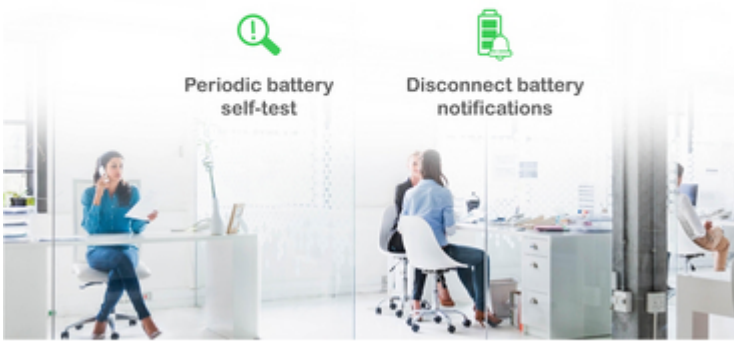 Periodic battery
self-test
Disconnect battery
notifications